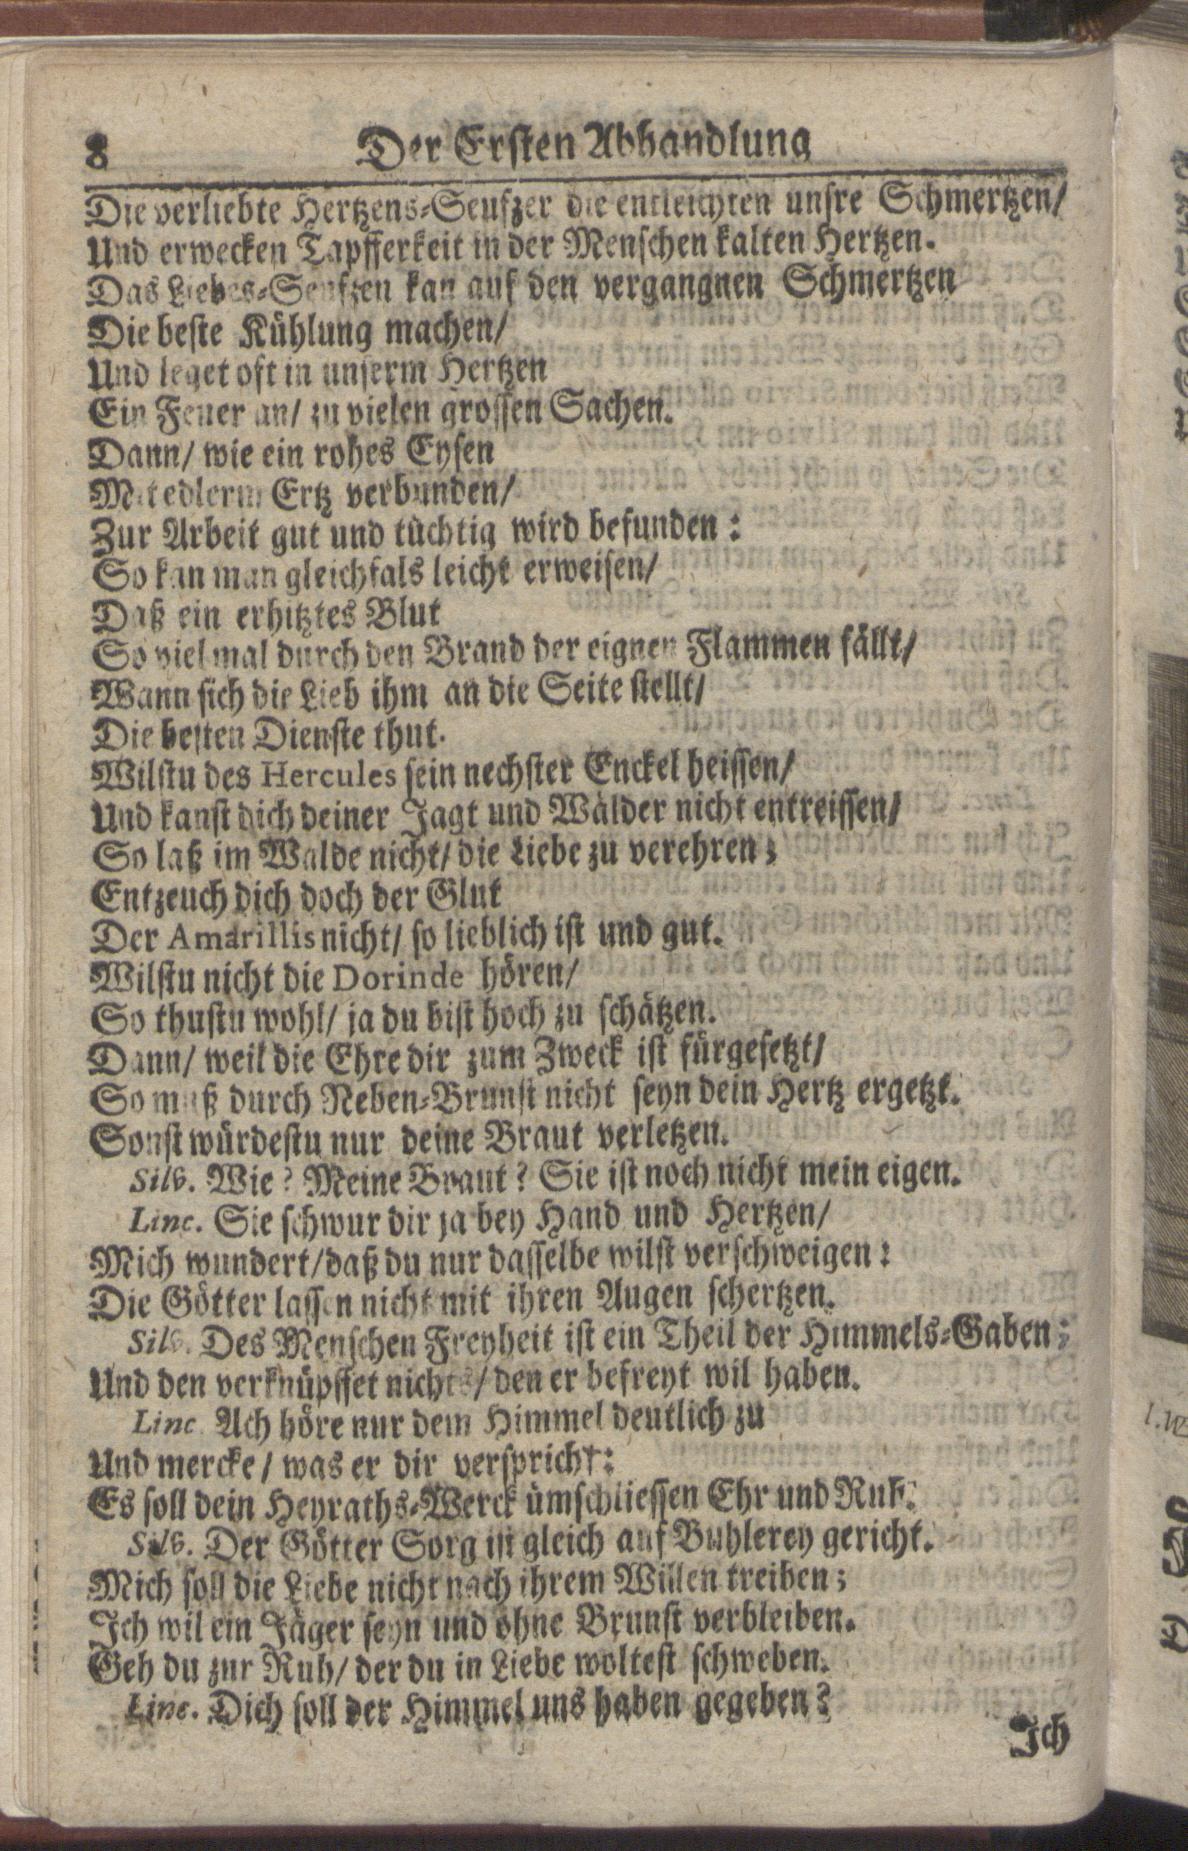 8 Der Ersten Abhandlung
Die verliebte Hertzens-Seufzer die entleihten unsre Schmertzen/
Und erwecken Tapfferkeit in der Menschen kalten Hertzen.
Das Liebes-Seufzen kan auf den vergangnen Schmertzen
Die beste Kühlung machen/
Und leget oft in unserm Hertzen
Ein Feuer an/ zu vielen grossen Sachen.
Dann/ wie ein rohes Eysen
Mit edlerm Ertz verbunden/
Zur Arbeit gut und tüchtig wird befunden:
So kan man gleichfals leicht erweisen/
Daß ein erhitztes Blut
So vielmal durch den Brand der eignen Flammen fällt/
Wann sich die Lieb ihm an die Seite stellt/
Die besten Dienste thut.
Wilstu des Hercules sein nechster Enckel heissen/
Und kanst dich deiner Jagt und Wälder nicht entreissen/
So laß im Walde nicht/ die Liebe zu verehren;
Entzeuch dich doch der Glut
Der Amarillis nicht/ so lieblich ist und gut.
Wilstu nicht die Dorinde hören/
So thustu wohl/ ja du bist hoch zu schätzen.
Dann/ weil die Ehre dir zum Zweck ist fürgesetzt/
So muß durch Neben-Brunst nicht seyn dein Hertz ergetzt.
Sonst würdestu nur deine Braut verletzen.
Silv. Wie? Meine Braut? Sie ist noch nicht mein eigen.
Linc. Sie schwur dir ja bey Hand und Hertzen/
Mich wundert/ daß du nur dasselbe wilst verschweigen:
Die Götter lassen nicht mit ihren Augen schertzen.
Silv. Des Menschen Freyheit ist ein Theil der Himmels-Gaben;
Und den verknüpffet nichts/ den er befreyt wil haben.
Linc. Ach höre nur dem Himmel deutlich zu
Und mercke/ was er dir verspricht:
Es soll dein Heyraths-Werck ümschliessen Ehr und Ruh.
Silv. Der Götter Sorg ist gleich auf Buhlerey gericht.
Mich soll die Liebe nicht nach ihrem Willen treiben;
Ich wil ein Jäger seyn und ohne Brunst verbleiben.
Geh du zur Ruh/ der du in Liebe woltest schweben.
Linc. Dich soll der Himmel uns haben gegeben?
Ich